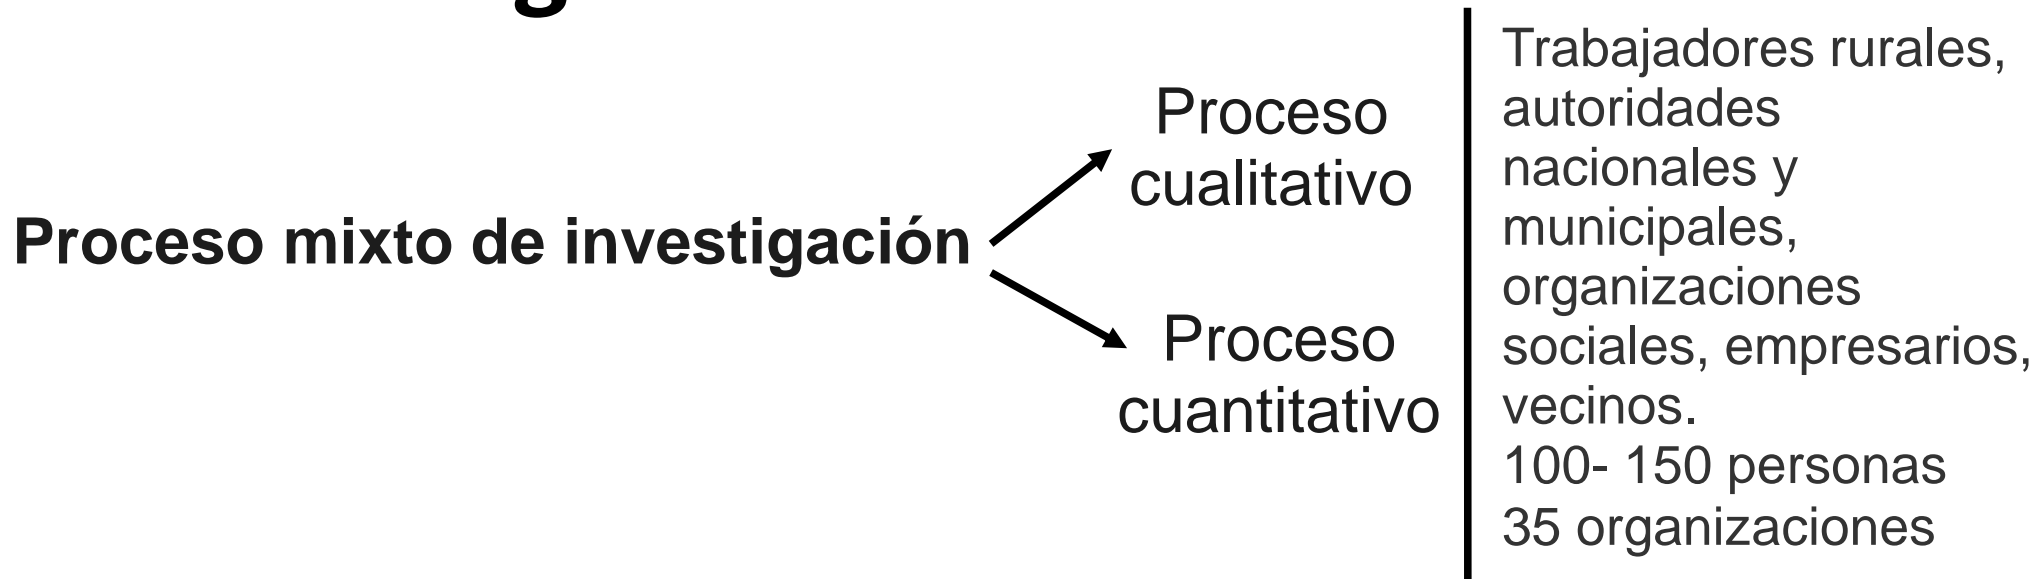 Proceso mixto de investigación
Proceso
cualitativo
Proceso
cuantitativo
Trabajadores rurales,
autoridades
nacionales y
municipales,
organizaciones
sociales, empresarios,
vecinos.
100- 150 personas
35 organizaciones